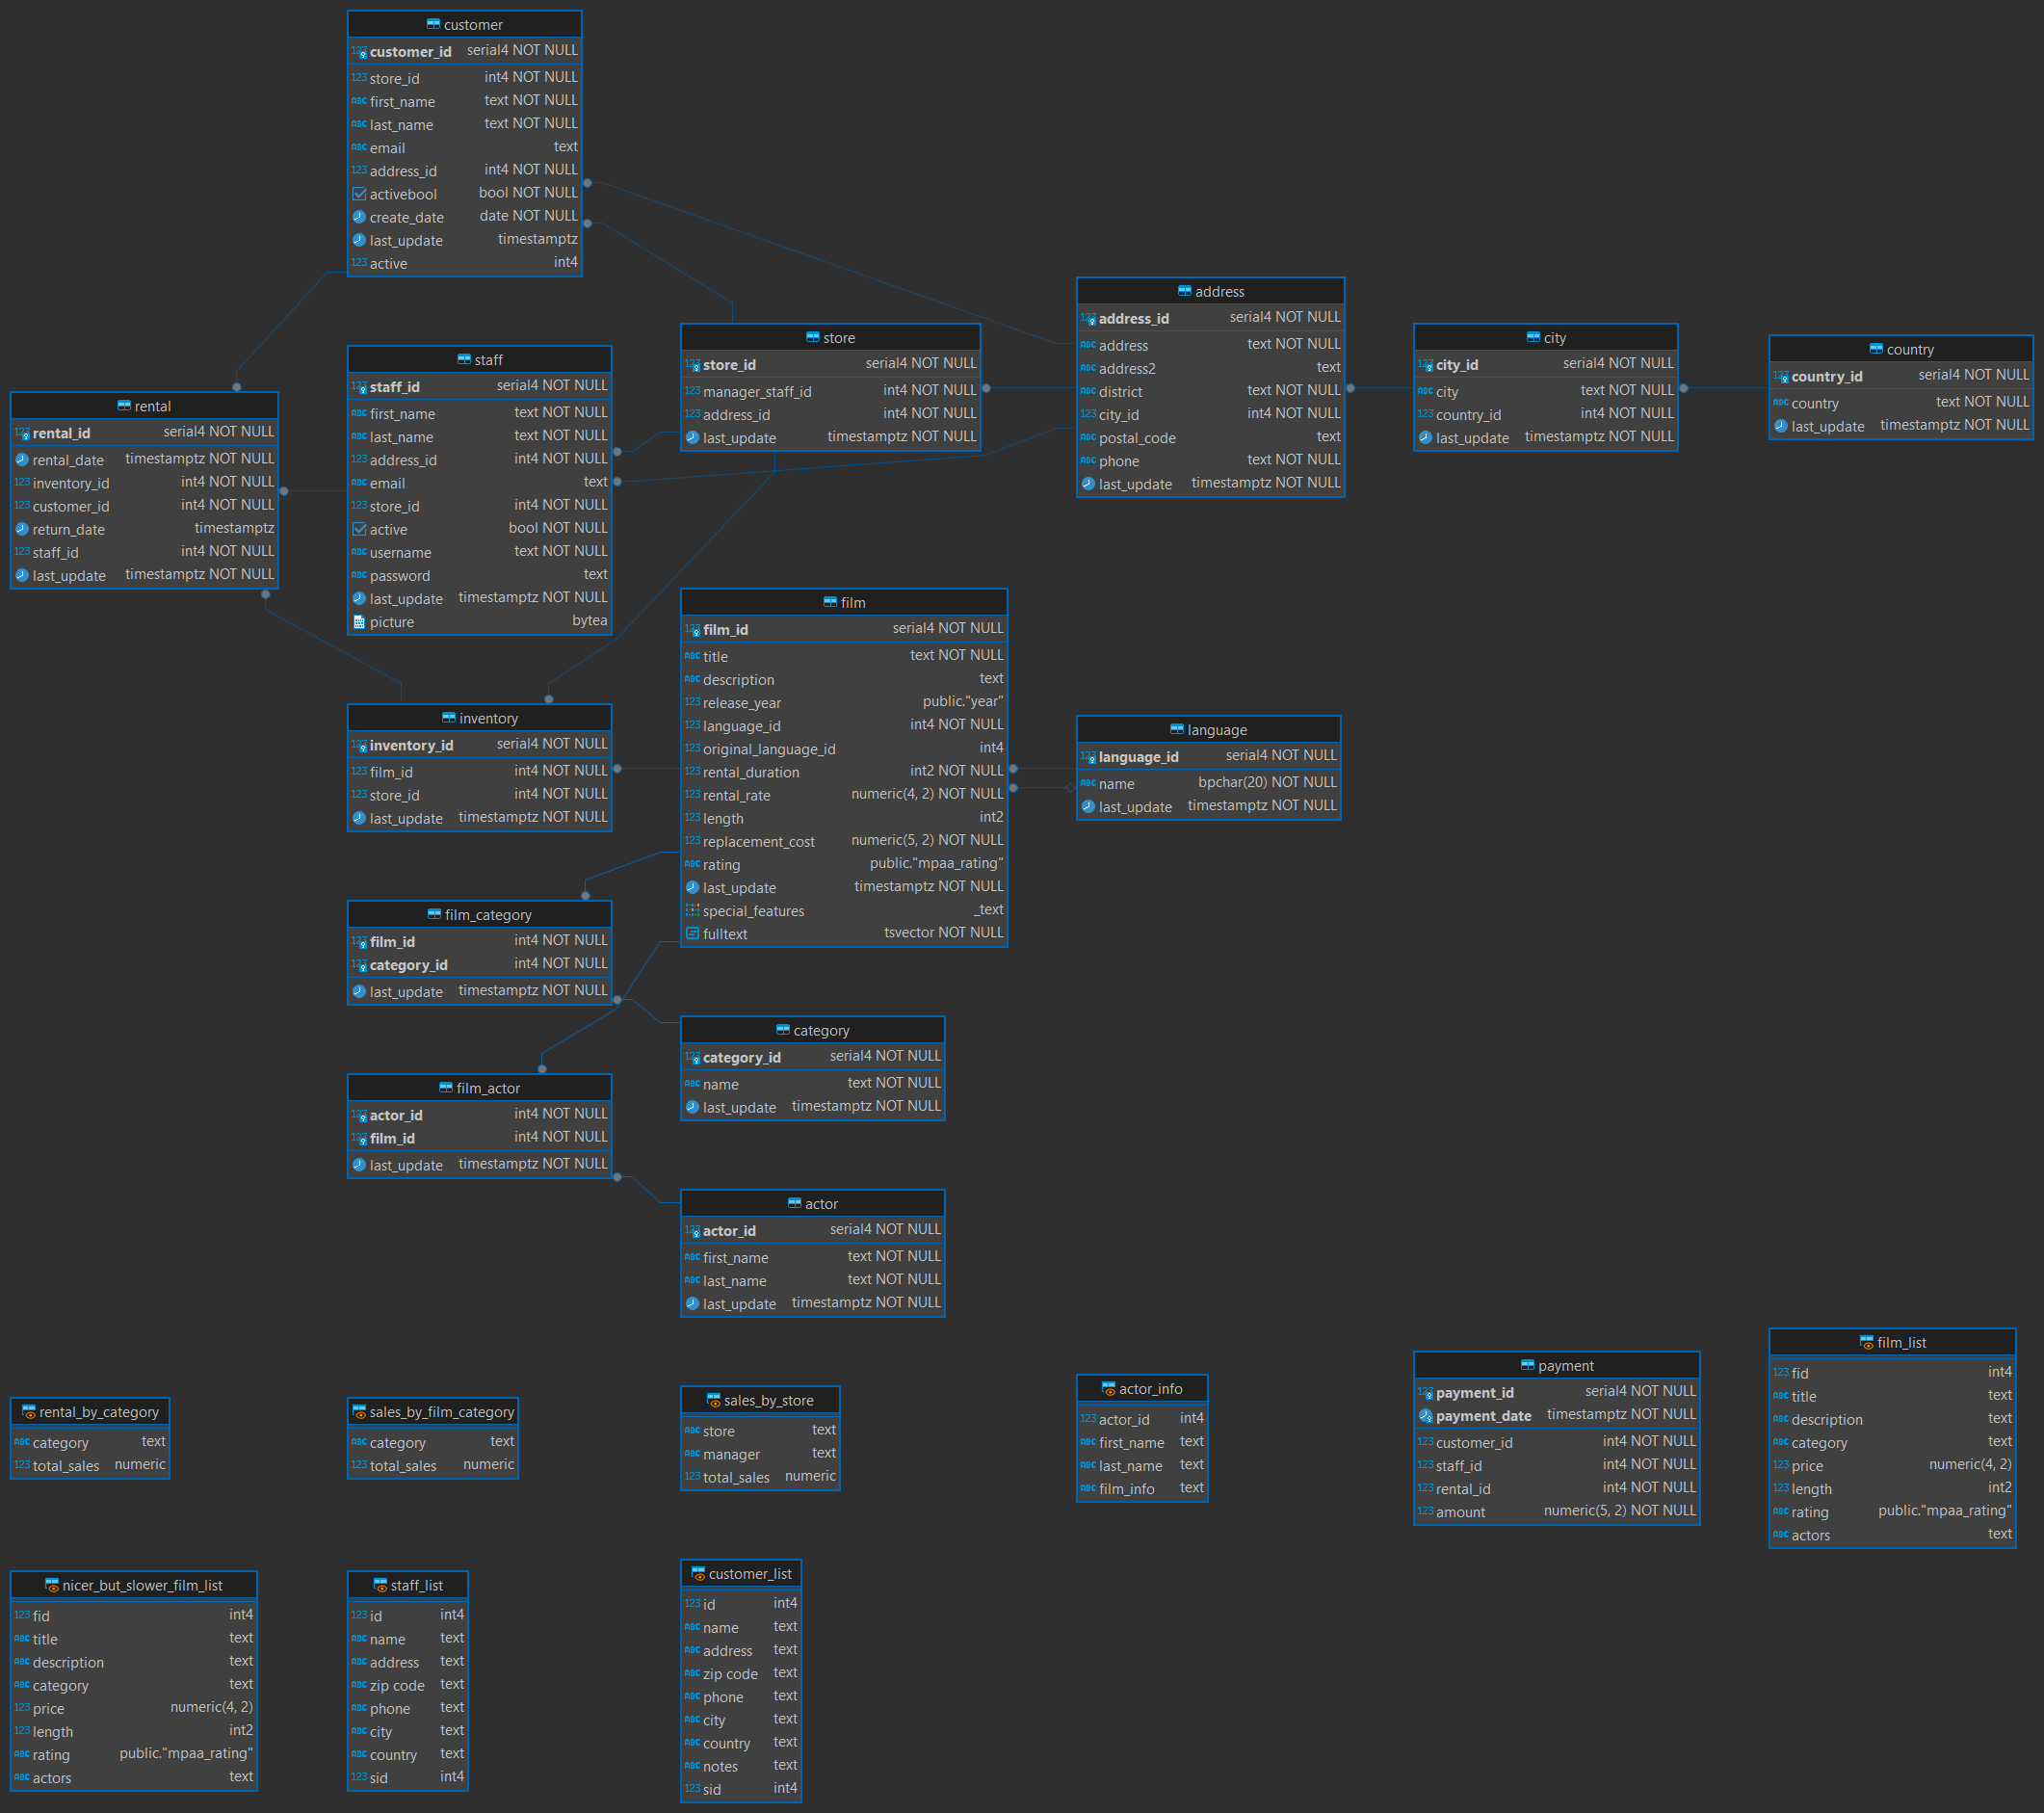 customer
customer_id serial4 NOT NULL
store_id int4 NOT NULL
first_name text NOT NULL
last_name text NOT NULL
email text
address_id int4 NOT NULL
activebool bool NOT NULL
create_date date NOT NULL
last_update timestamptz
active int4
rental
rental_id serial4 NOT NULL
rental_date timestamptz NOT NULL
inventory_id int4 NOT NULL
customer_id int4 NOT NULL
return_date timestamptz
staff_id int4 NOT NULL
last_update timestamptz NOT NULL
staff
staff_id serial4 NOT NULL
first_name text NOT NULL
last_name text NOT NULL
address_id int4 NOT NULL
email text
store_id int4 NOT NULL
active bool NOT NULL
username text NOT NULL
password text
last_update timestamptz NOT NULL
picture bytea
store
store_id serial4 NOT NULL
manager_staff_id int4 NOT NULL
address_id int4 NOT NULL
last_update timestamptz NOT NULL
address
address_id serial4 NOT NULL
address text NOT NULL
address2 text
district text NOT NULL
city_id int4 NOT NULL
postal_code text
phone text NOT NULL
last_update timestamptz NOT NULL
city
city_id serial4 NOT NULL
city text NOT NULL
country_id int4 NOT NULL
last_update timestamptz NOT NULL
country
country_id serial4 NOT NULL
country text NOT NULL
last_update timestamptz NOT NULL
inventory
inventory_id serial4 NOT NULL
film_id int4 NOT NULL
store_id int4 NOT NULL
last_update timestamptz NOT NULL
film
film_id serial4 NOT NULL
title text NOT NULL
description text
release_year public."year"
language_id int4 NOT NULL
original_language_id int4
rental_duration int2 NOT NULL
rental_rate numeric(4, 2) NOT NULL
length int2
replacement_cost numeric(5, 2) NOT NULL
rating public."mpaa_rating"
last_update timestamptz NOT NULL
special_features _text
fulltext tsvector NOT NULL
language
language_id serial4 NOT NULL
name bpchar(20) NOT NULL
last_update timestamptz NOT NULL
film_category
film_id int4 NOT NULL
category_id int4 NOT NULL
last_update timestamptz NOT NULL
category
category_id serial4 NOT NULL
name text NOT NULL
last_update timestamptz NOT NULL
film_actor
actor_id int4 NOT NULL
film_id int4 NOT NULL
last_update timestamptz NOT NULL
actor
actor_id serial4 NOT NULL
first_name text NOT NULL
last_name text NOT NULL
last_update timestamptz NOT NULL
rental_by_category
category text
total_sales numeric
sales_by_film_category
category text
total_sales numeric
sales_by_store
store text
manager text
total_sales numeric
actor_info
actor_id int4
first_name text
last_name text
film_info text
payment
payment_id serial4 NOT NULL
payment_date timestamptz NOT NULL
customer_id int4 NOT NULL
staff_id int4 NOT NULL
rental_id int4 NOT NULL
amount numeric(5, 2) NOT NULL
film_list
fid int4
title text
description text
category text
price numeric(4, 2)
length int2
rating public."mpaa_rating"
actors text
nicer_but_slower_film_list
fid int4
title text
description text
category text
price numeric(4, 2)
length int2
rating public."mpaa_rating"
actors text
staff_list
id int4
name text
address text
zip code text
phone text
city text
country text
sid int4
customer_list
id int4
name text
address text
zip code text
phone text
city text
country text
notes text
sid int4